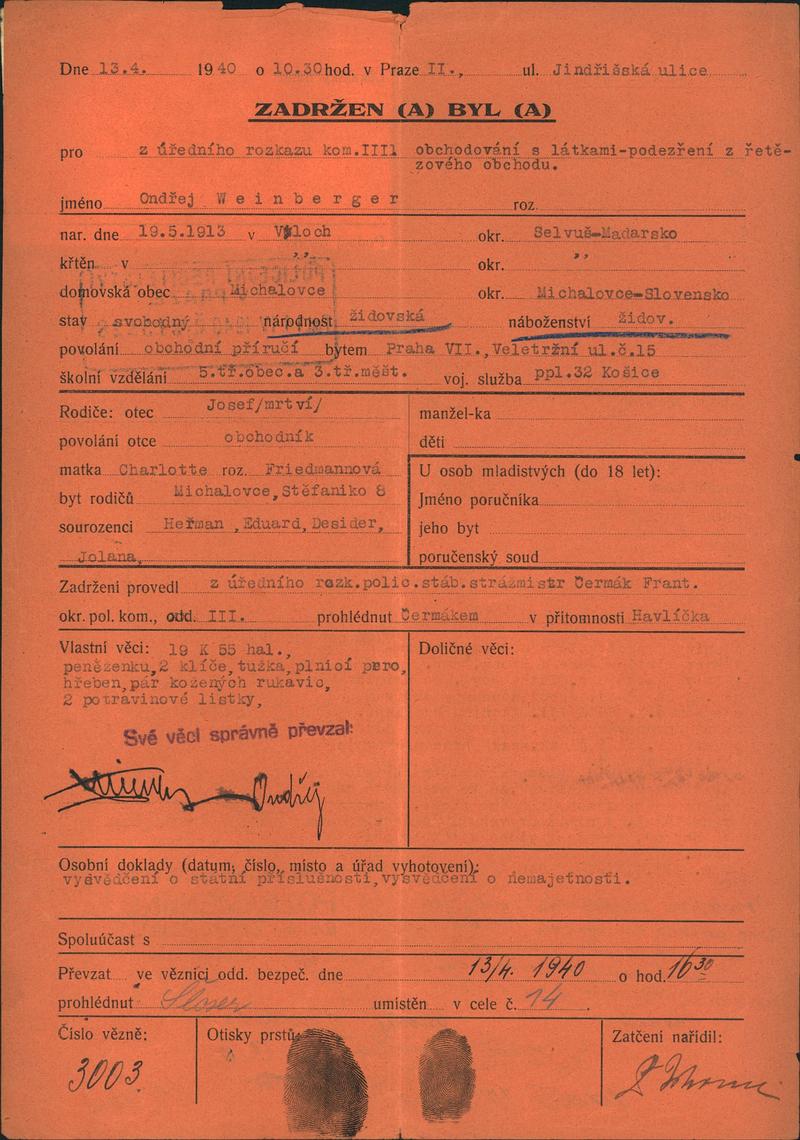 Dne 13.4. 1940 o 10.30 hod. v Praze II., ul. Jindřišská ulice
ZADRŽEN (A) BYL (A)
pro z úředního rozkazu kom.III1 obchodování s látkami-podezření z řetě-
zového obchodu.
jméno Ondřej Weinberger roz.
nar. dne 19.5.1913 v okr. Selvuš-Maďarsko
křtěn v ,, okr. ,,
domovská obec Michalovce okr. Michalovce-Slovensko
stav svobodný národnost židovská náboženství židov.
povolání obchodní příručí bytem Praha VII.,Veletržní ul.č.15
školní vzdělání 5.tř.obec.a 3.tř.měšt. voj. služba ppl.32 Košice
Rodiče: otec Josef/mrtví/ manžel-ka
povolání otce obchodník děti
matka Charlotte roz. Friedmannová U osob mladistvých (do 18 let):
byt rodičů Michalovce,Stěfaniko 8 Jméno poručníka
sourozenci Heřman ,Eduard,Desider, jeho byt
Jolana, poručenský soud
Zadržení provedl z úředního rozk.polic.stáb.strážmistr Čermák Frant.
okr. pol. kom., odd. III. prohlédnut Čermákem v přítomnosti Havlíčka
Vlastní věci: 19 K 55 hal., Doličné věci:
peněženku,2 klíče,tužka,plnicí pero,
hřeben,pár kožených rukavic,
2 potravinové listky,
Své věci správně převzal:
Ondřej
Osobní doklady (datum, číslo, místo a úřad vyhotovení):
vysvědčení o státní příslušnosti,vysvědčení o nemajetnosti.
Spoluúčast s
Převzat ve věznici odd. bezpeč. dne 13/4. 1940 o hod. 16 30
prohlédnut umístěn v cele č. 14
Číslo vězně: Otisky prstů: Zatčení nařídil:
3003